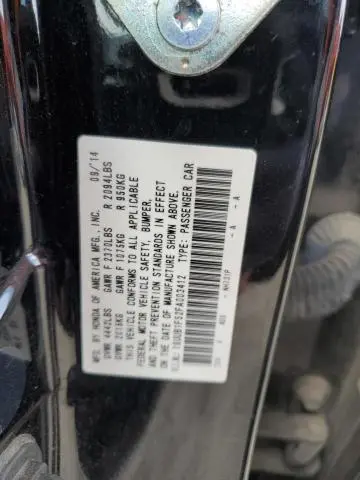 MFD. BY HONDA OF AMERICA MFG.,INC. 09/14
GVWR 4442LBS GAWR F 2370LBS R 2094LBS
GVWR 2015KG GAWR F 1075KG R 950KG
THIS VEHICLE CONFORMS TO ALL APPLICABLE
FEDERAL MOTOR VEHICLE SAFETY, BUMPER,
AND THEFT PREVENTION STANDARDS IN EFFECT
ON THE DATE OF MANUFACTURE SHOWN ABOVE.
V.I.N.: 19UUB1F52FA003412 TYPE: PASSENGER CAR
A - A
A - A